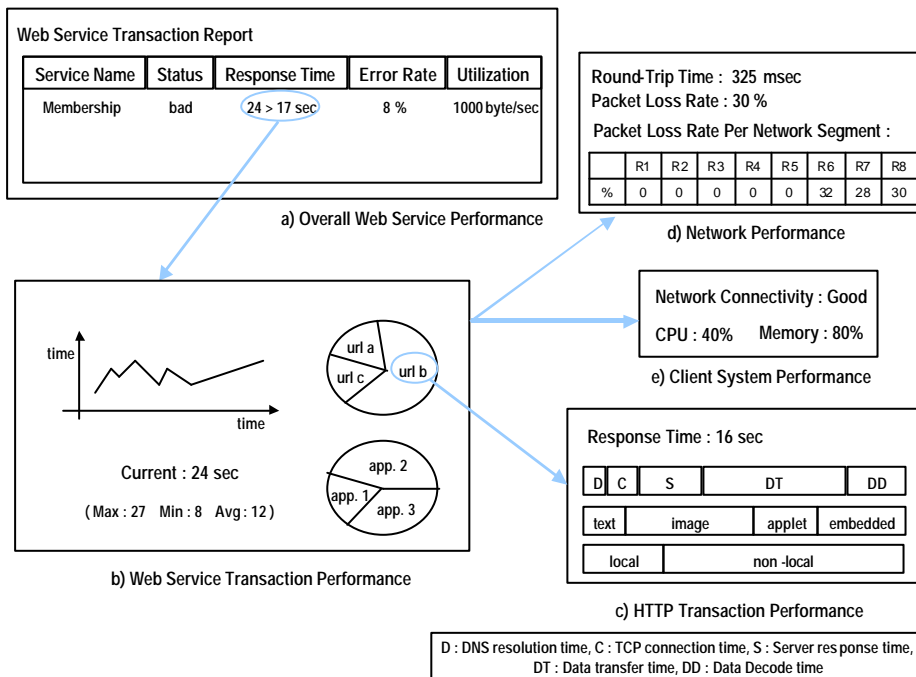 Web Service Transaction Report
Service Name Status Response Time Error Rate Utilization
Membership bad 24 > 17 sec 8 % 1000 byte/sec
a) Overall Web Service Performance
Round-Trip Time : 325 msec
Packet Loss Rate : 30 %
Packet Loss Rate Per Network Segment :
R1 R2 R3 R4 R5 R6 R7 R8
% 0 0 0 0 0 32 28 30
d) Network Performance
Network Connectivity : Good
CPU : 40% Memory : 80%
e) Client System Performance
time
time
url a
url b
url c
Current : 24 sec
( Max : 27 Min : 8 Avg : 12 )
app. 2
app. 1
app. 3
b) Web Service Transaction Performance
Response Time : 16 sec
D C S DT DD
text image applet embedded
local non -local
c) HTTP Transaction Performance
D : DNS resolution time, C : TCP connection time, S : Server response time,
DT : Data transfer time, DD : Data Decode time